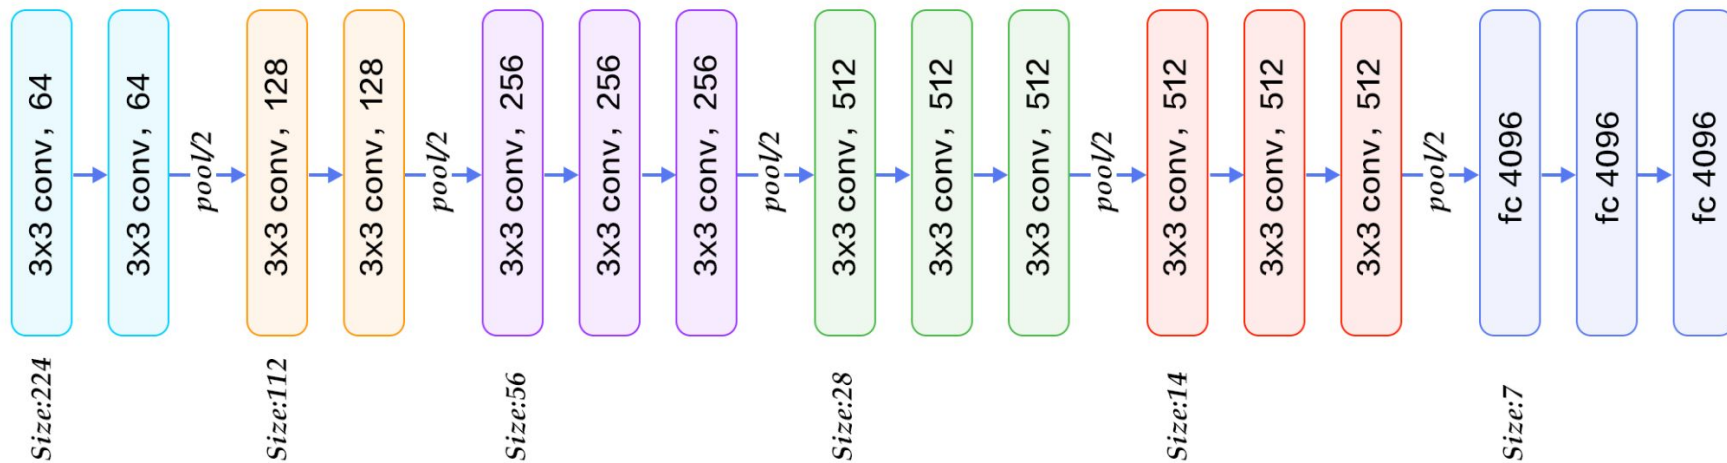 3x3 conv, 64
3x3 conv, 64
pool/2
3x3 conv, 128
3x3 conv, 128
pool/2
3x3 conv, 256
3x3 conv, 256
3x3 conv, 256
pool/2
3x3 conv, 512
3x3 conv, 512
3x3 conv, 512
pool/2
3x3 conv, 512
3x3 conv, 512
3x3 conv, 512
pool/2
fc 4096
fc 4096
fc 4096
Size:224
Size:112
Size:56
Size:28
Size:14
Size:7